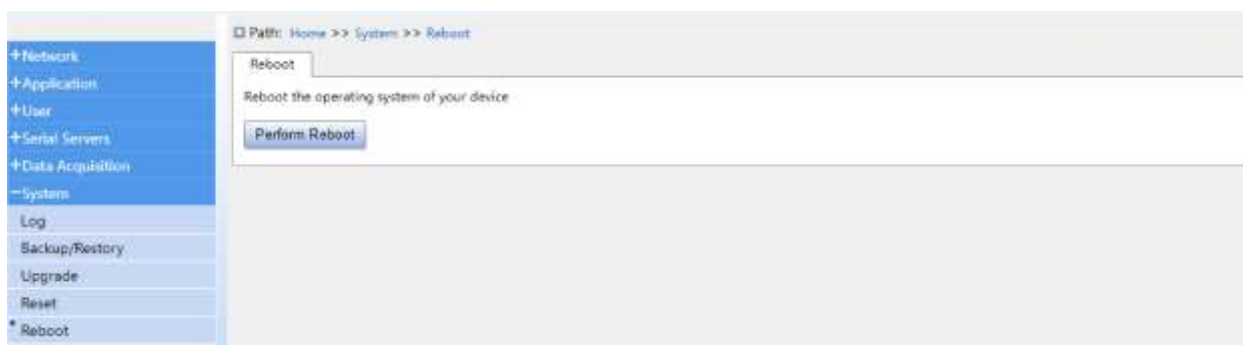 Path: Home >> System >> Reboot
+Network
+Application
+User
+Serial Servers
+Data Acquisition
−System
Log
Backup/Restory
Upgrade
Reset
Reboot
Reboot
Reboot the operating system of your device
Perform Reboot